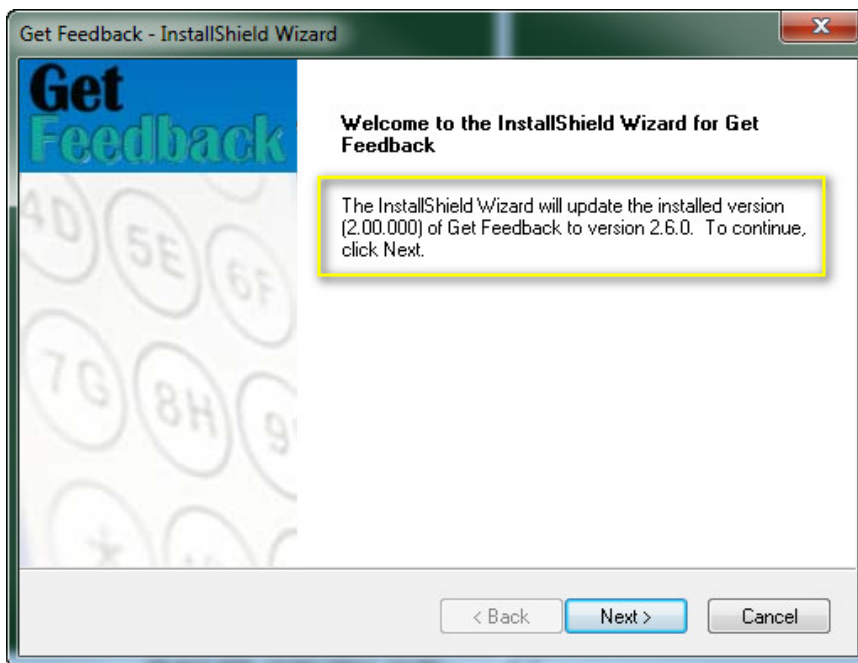 Get Feedback - InstallShield Wizard
Get
Feedback
Welcome to the InstallShield Wizard for Get
Feedback
The InstallShield Wizard will update the installed version
(2.00.000) of Get Feedback to version 2.6.0. To continue,
click Next.
4D
5E
6F
7G
8H
9
*
< Back
Next >
Cancel